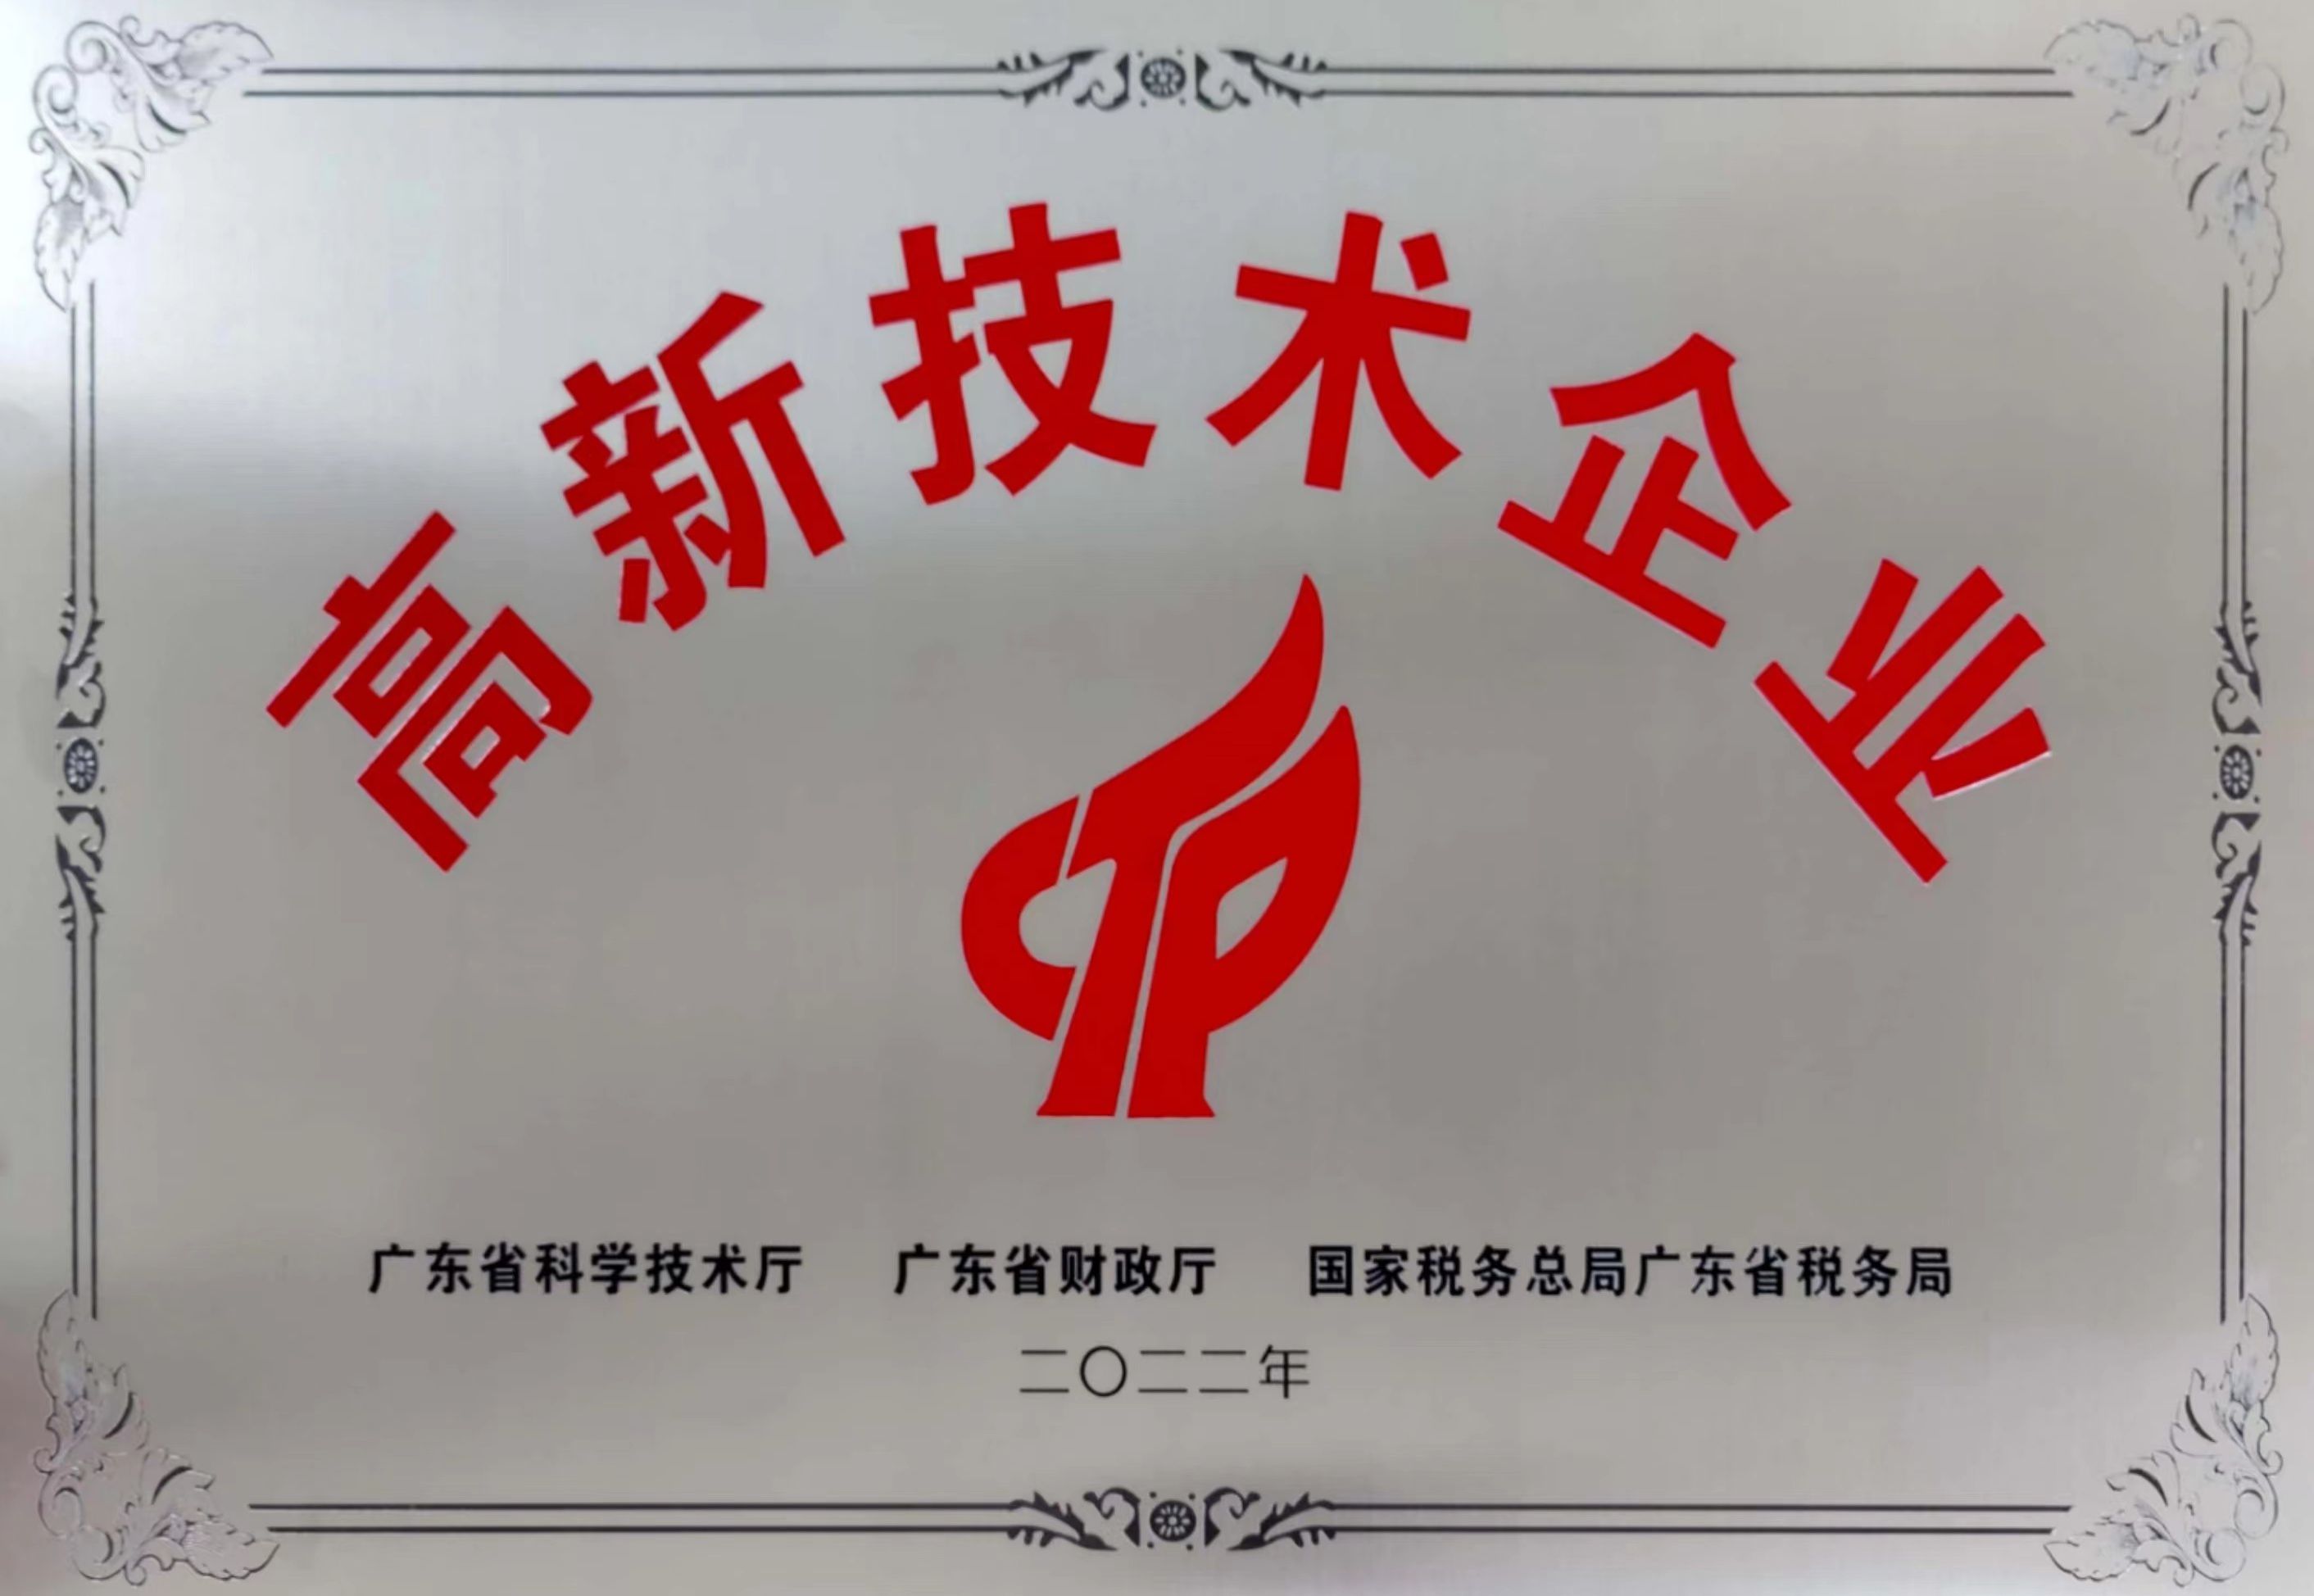 高新技术企业
广东省科学技术厅 广东省财政厅 国家税务总局广东省税务局
二〇二二年